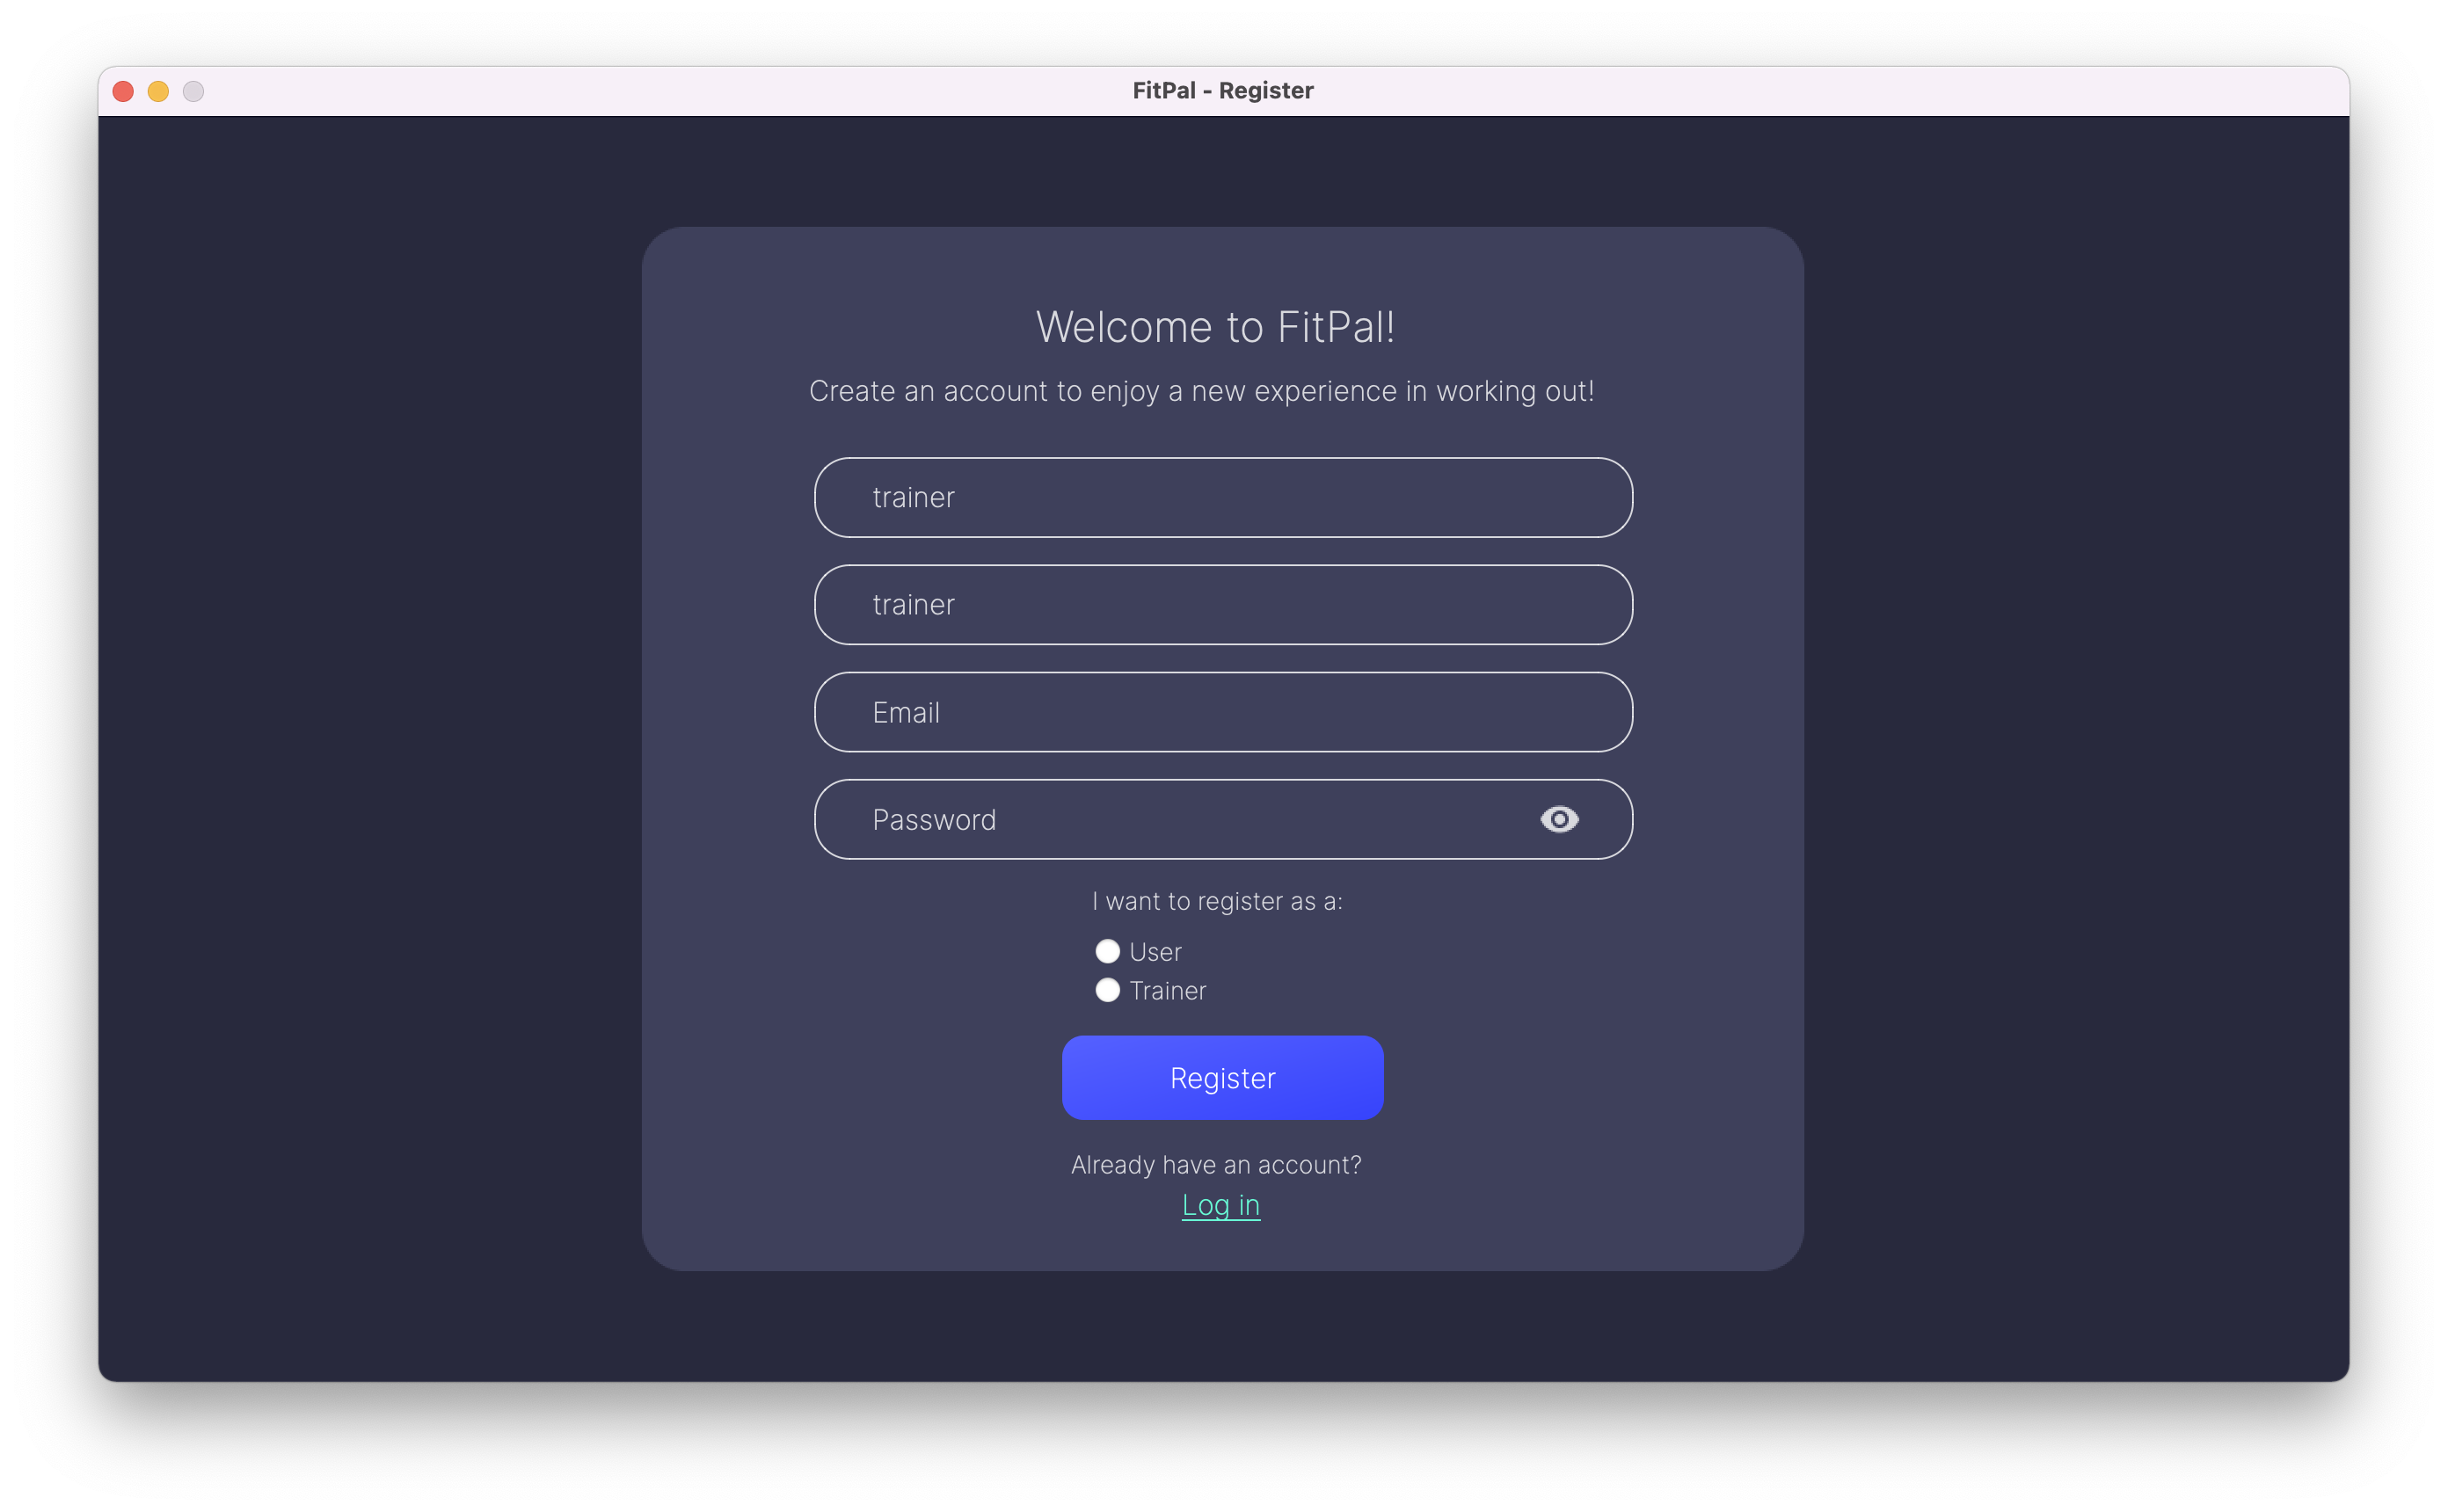 FitPal - Register
Welcome to FitPal!
Create an account to enjoy a new experience in working out!
trainer
trainer
Email
Password
I want to register as a:
User
Trainer
Register
Already have an account?
Log in